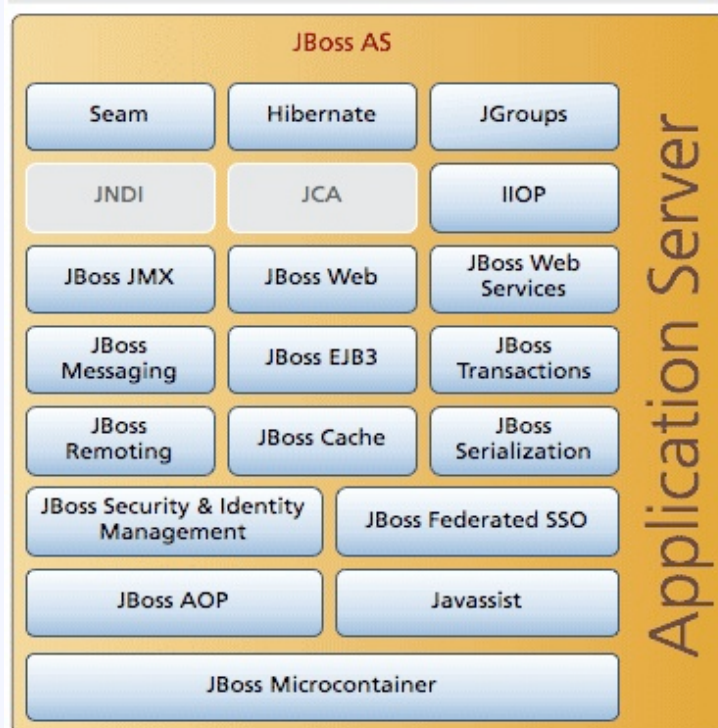 JBoss AS
Seam
Hibernate
JGroups
JNDI
JCA
IIOP
JBoss JMX
JBoss Web
JBoss Web
Services
JBoss
Messaging
JBoss EJB3
JBoss
Transactions
JBoss
Remoting
JBoss Cache
JBoss
Serialization
JBoss Security & Identity
Management
JBoss Federated SSO
JBoss AOP
Javassist
JBoss Microcontainer
Application Server